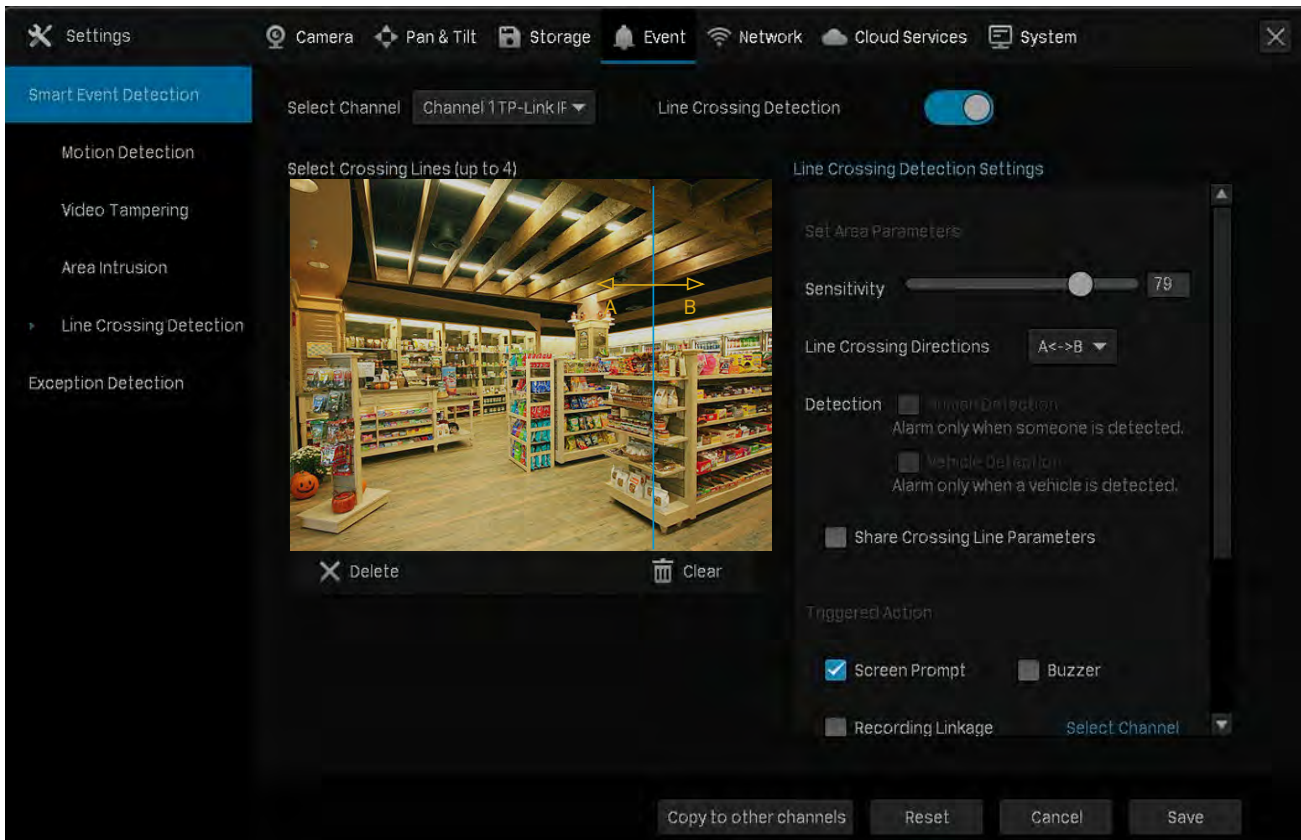 Settings
Camera
Pan & Tilt
Storage
Event
Network
Cloud Services
System
Smart Event Detection
Motion Detection
Video Tampering
Area Intrusion
Line Crossing Detection
Exception Detection
Select Channel
Channel 1 TP-Link IF
Line Crossing Detection
Select Crossing Lines (up to 4)
A
B
Delete
Clear
Line Crossing Detection Settings
Set Area Parameters
Sensitivity
79
Line Crossing Directions
A<->B
Detection
Human Detection
Alarm only when someone is detected.
Vehicle Detection
Alarm only when a vehicle is detected.
Share Crossing Line Parameters
Triggered Action
Screen Prompt
Buzzer
Recording Linkage
Select Channel
Copy to other channels
Reset
Cancel
Save